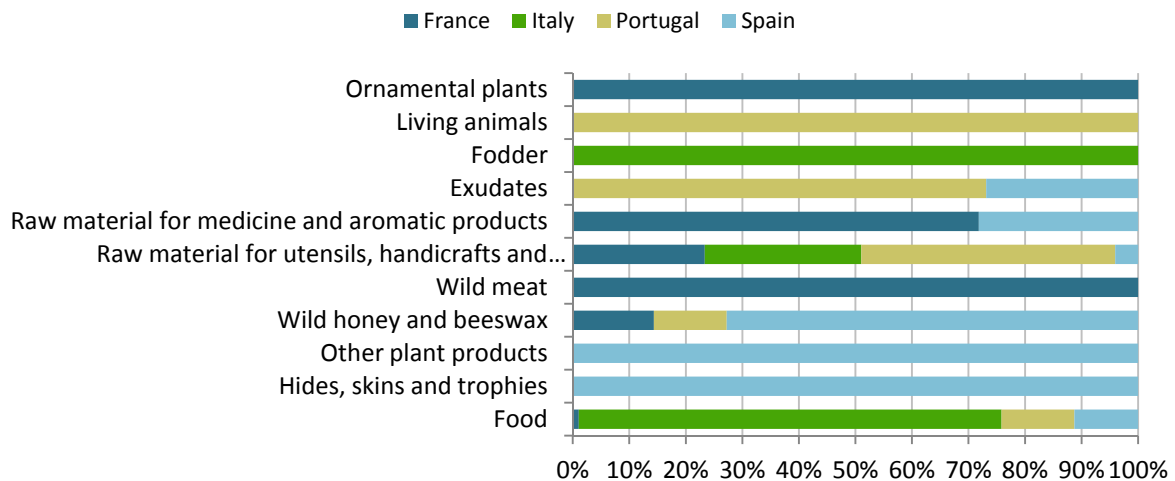 France Italy Portugal Spain
Ornamental plants
Living animals
Fodder
Exudates
Raw material for medicine and aromatic products
Raw material for utensils, handicrafts and...
Wild meat
Wild honey and beeswax
Other plant products
Hides, skins and trophies
Food
0% 10% 20% 30% 40% 50% 60% 70% 80% 90% 100%